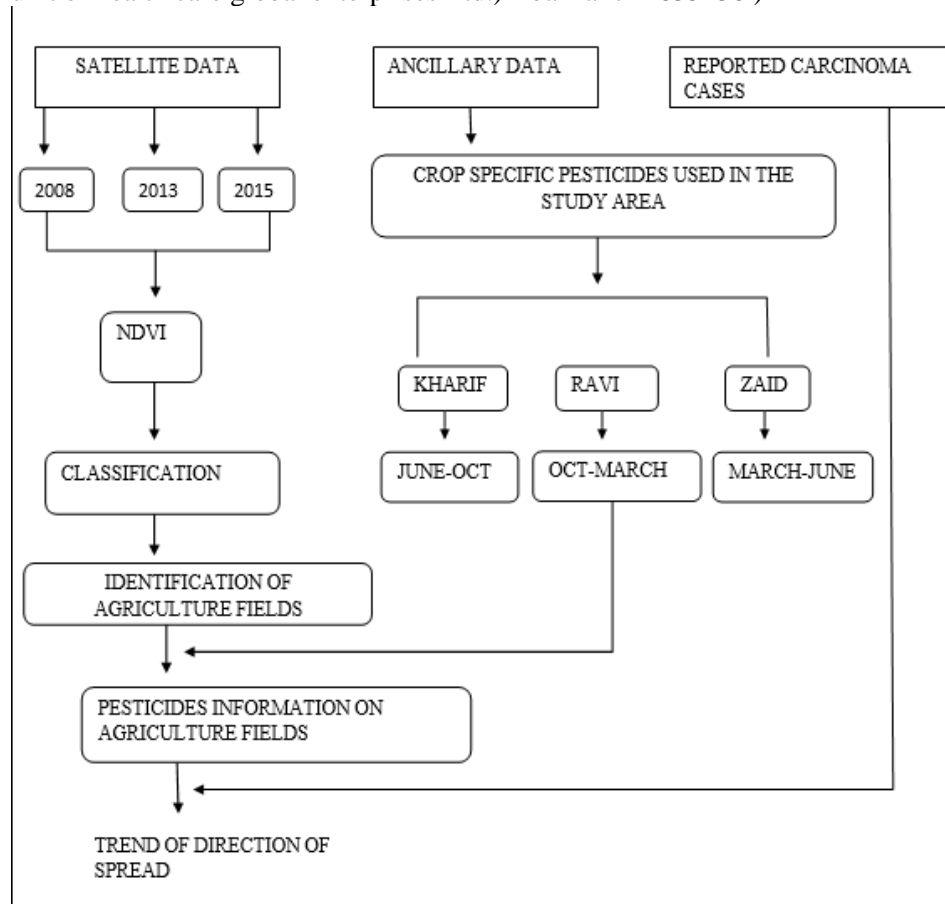 SATELLITE DATA
ANCILLARY DATA
REPORTED CARCINOMA
CASES
2008
2013
2015
CROP SPECIFIC PESTICIDES USED IN THE
STUDY AREA
NDVI
KHARIF
RAVI
ZAID
CLASSIFICATION
JUNE-OCT
OCT-MARCH
MARCH-JUNE
IDENTIFICATION OF
AGRICULTURE FIELDS
PESTICIDES INFORMATION ON
AGRICULTURE FIELDS
TREND OF DIRECTION OF
SPREAD